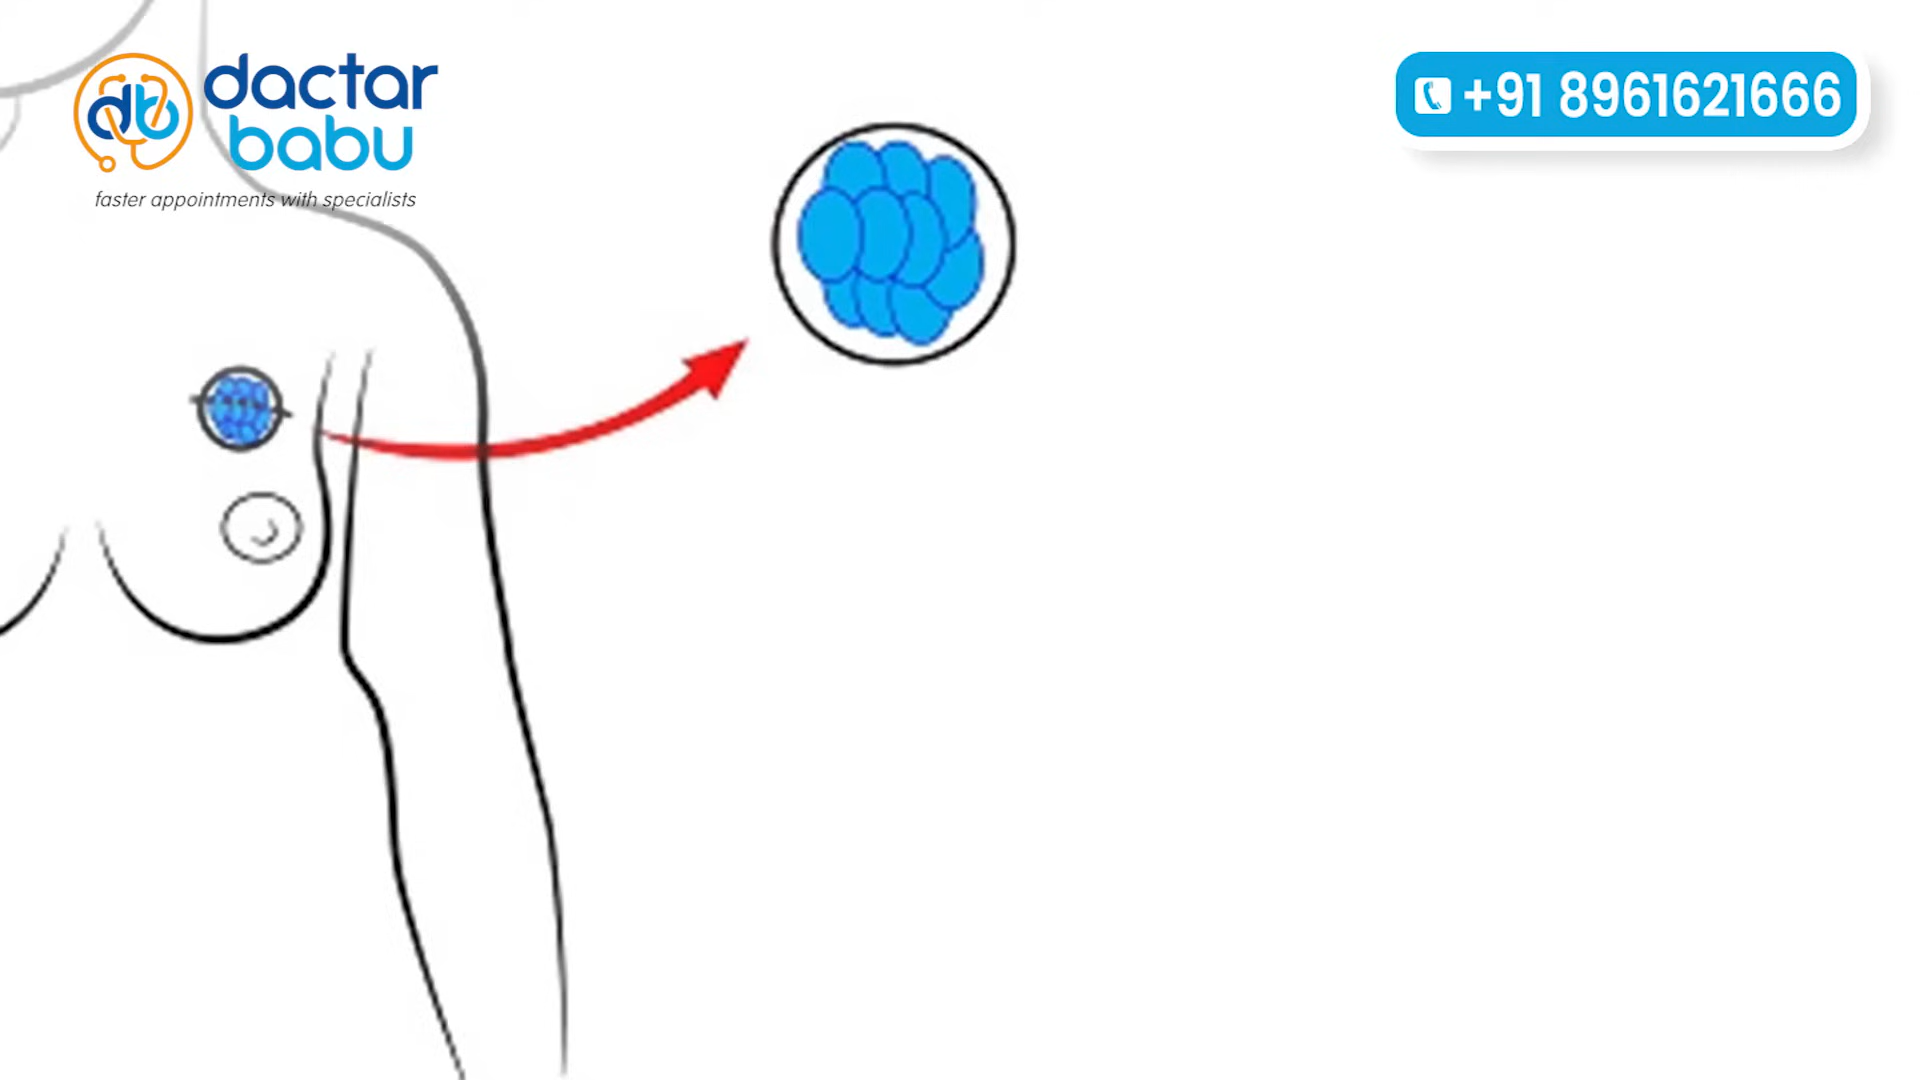 dactar
babu
faster appointments with specialists
+91 8961621666